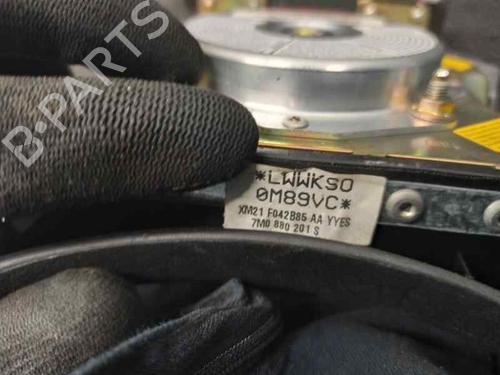 B-PARTS
*LWWKS0
0M89VC*
XM21 F042B85 AA YYES
7M0 880 201 S